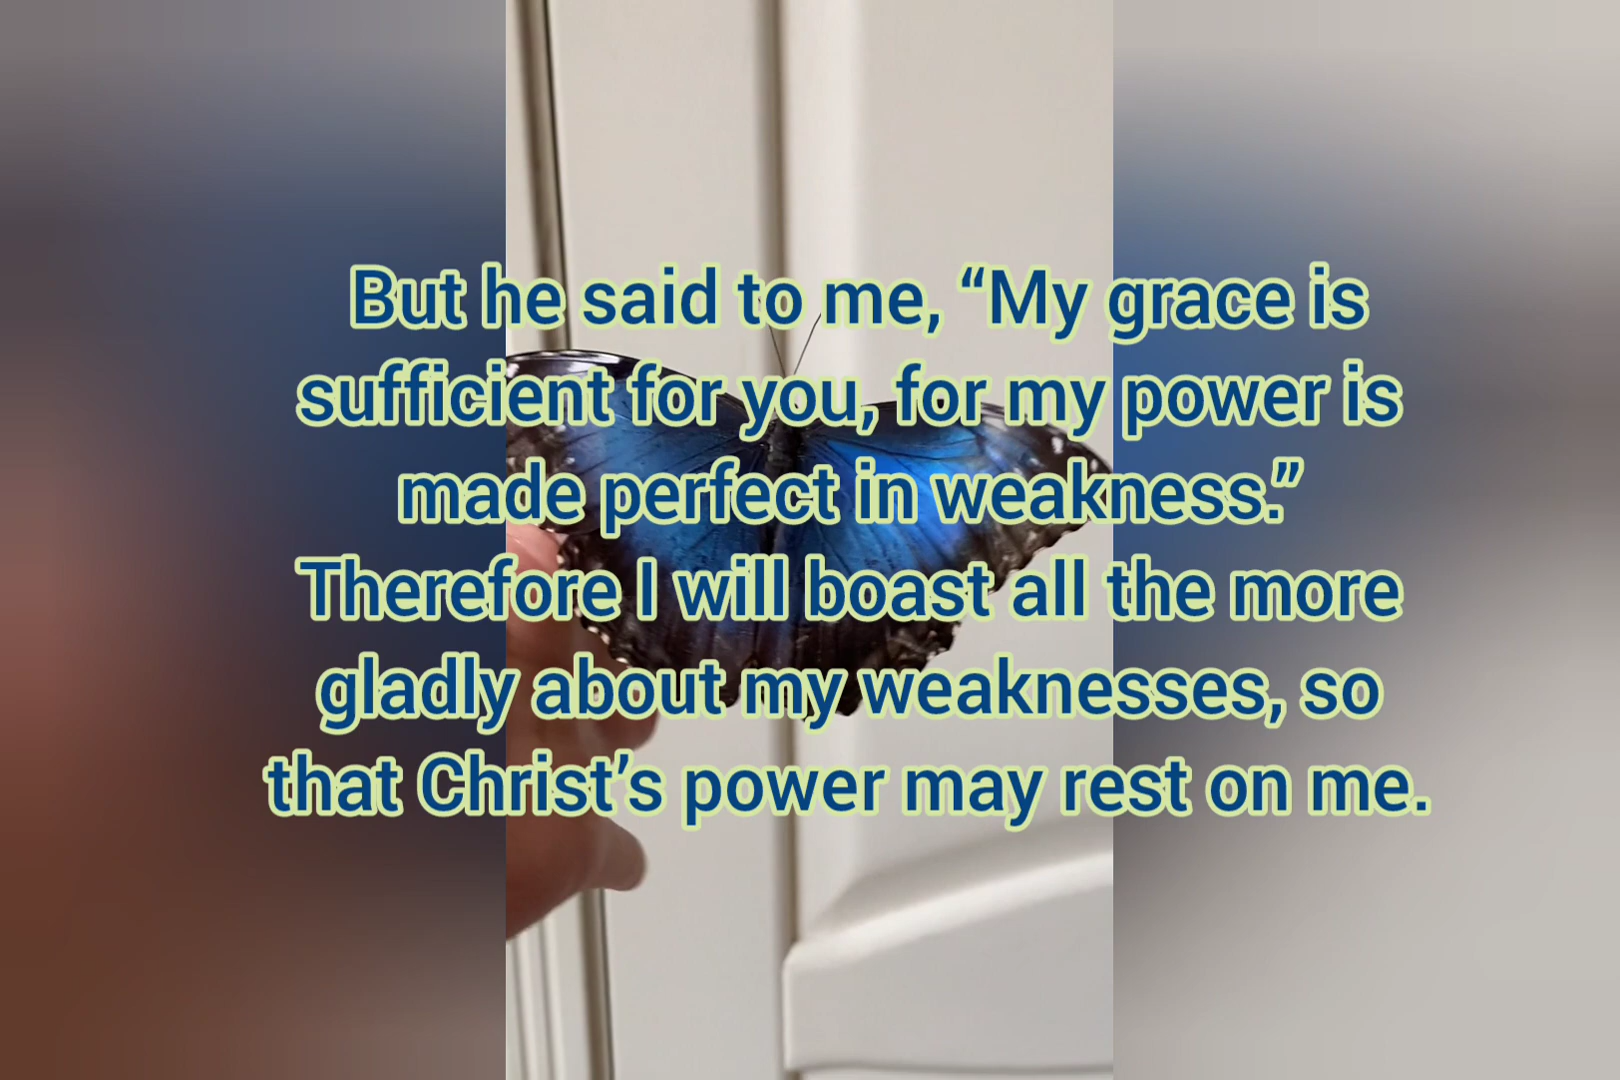 But he said to me, “My grace is
sufficient for you, for my power is
made perfect in weakness.”
Therefore I will boast all the more
gladly about my weaknesses, so
that Christ’s power may rest on me.